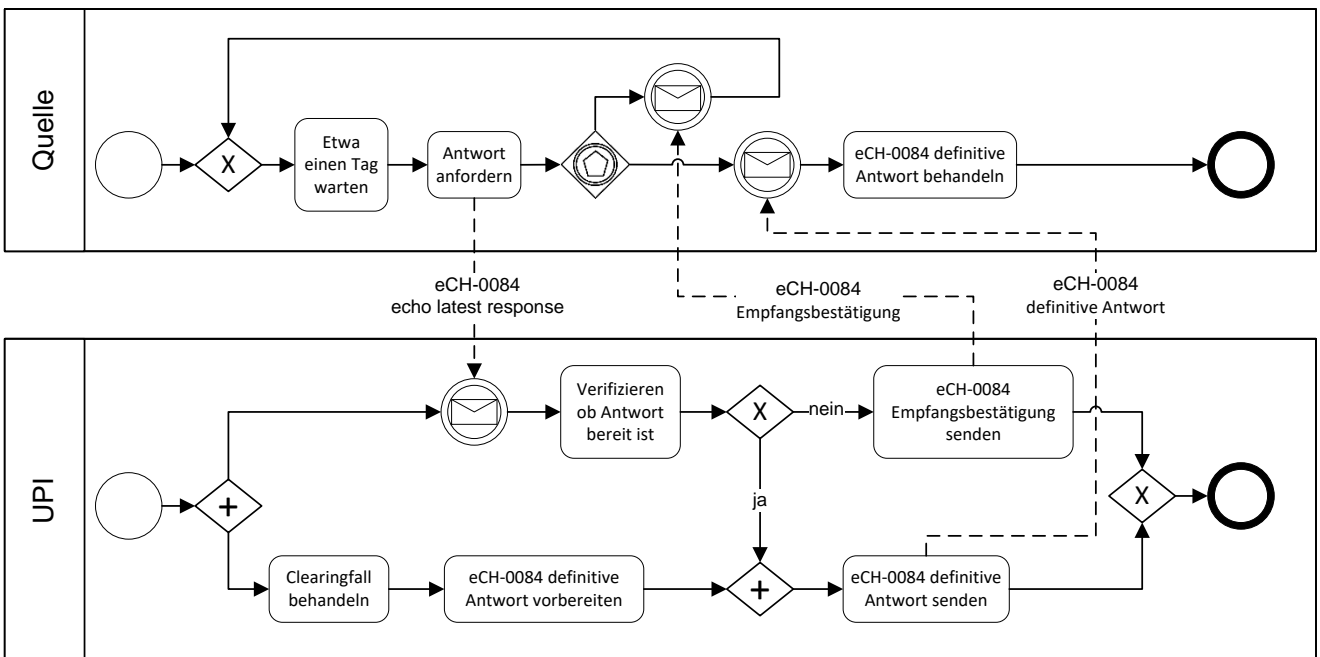 Quelle
X
Etwa
einen Tag
warten
Antwort
anfordern
eCH-0084 definitive
Antwort behandeln
eCH-0084
echo latest response
eCH-0084
Empfangsbestätigung
eCH-0084
definitive Antwort
UPI
Verifizieren
ob Antwort
bereit ist
X
nein
eCH-0084
Empfangsbestätigung
senden
+
ja
X
Clearingfall
behandeln
eCH-0084 definitive
Antwort vorbereiten
+
eCH-0084 definitive
Antwort senden